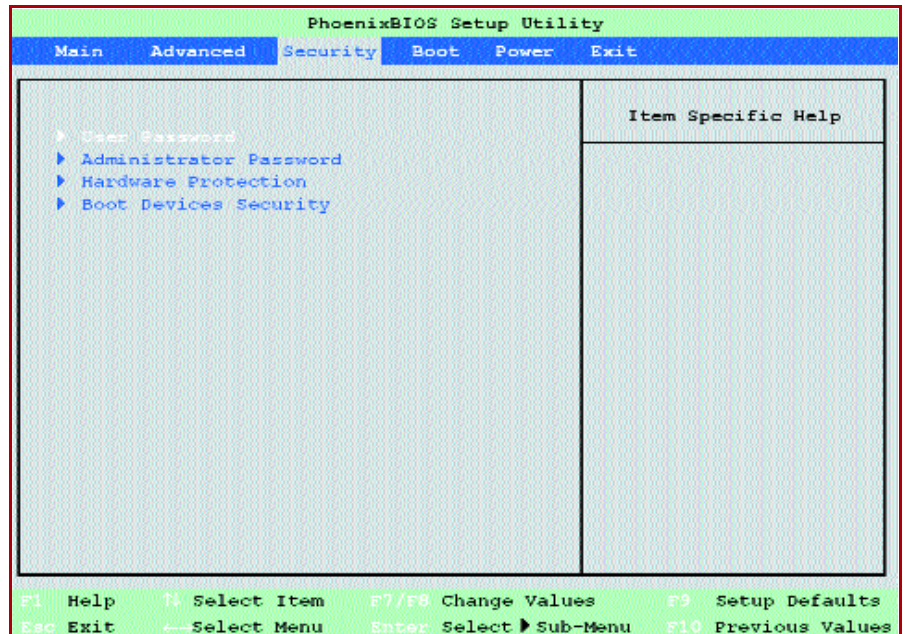 PhoenixBIOS Setup Utility
Main Advanced Security Boot Power Exit
Item Specific Help
User Password
Administrator Password
Hardware Protection
Boot Devices Security
F1 Help ↑↓ Select Item F7/F8 Change Values F9 Setup Defaults
Esc Exit ←→ Select Menu Enter Select ▶ Sub-Menu F10 Previous Values